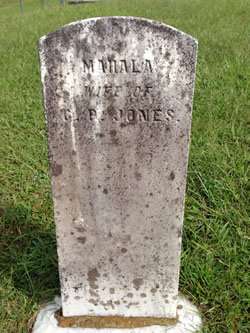 MAHALA
WIFE OF
G. P. JONES.